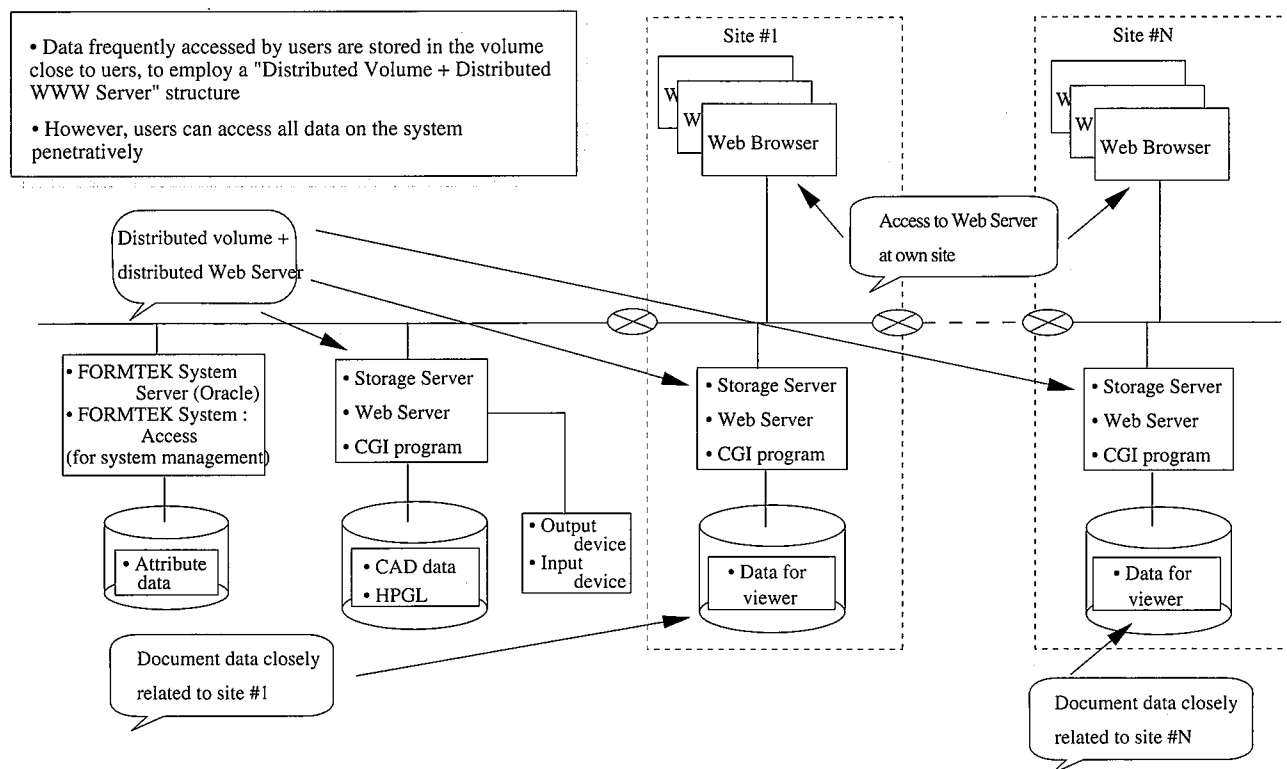 • Data frequently accessed by users are stored in the volume
close to uers, to employ a "Distributed Volume + Distributed
WWW Server" structure
• However, users can access all data on the system
penetratively
Site #1
W
W
Web Browser
Site #N
W
W
Web Browser
Access to Web Server
at own site
Distributed volume +
distributed Web Server
• FORMTEK System
Server (Oracle)
• FORMTEK System :
Access
(for system management)
• Storage Server
• Web Server
• CGI program
• Storage Server
• Web Server
• CGI program
• Storage Server
• Web Server
• CGI program
• Attribute
data
• CAD data
• HPGL
• Output
device
• Input
device
• Data for
viewer
• Data for
viewer
Document data closely
related to site #1
Document data closely
related to site #N